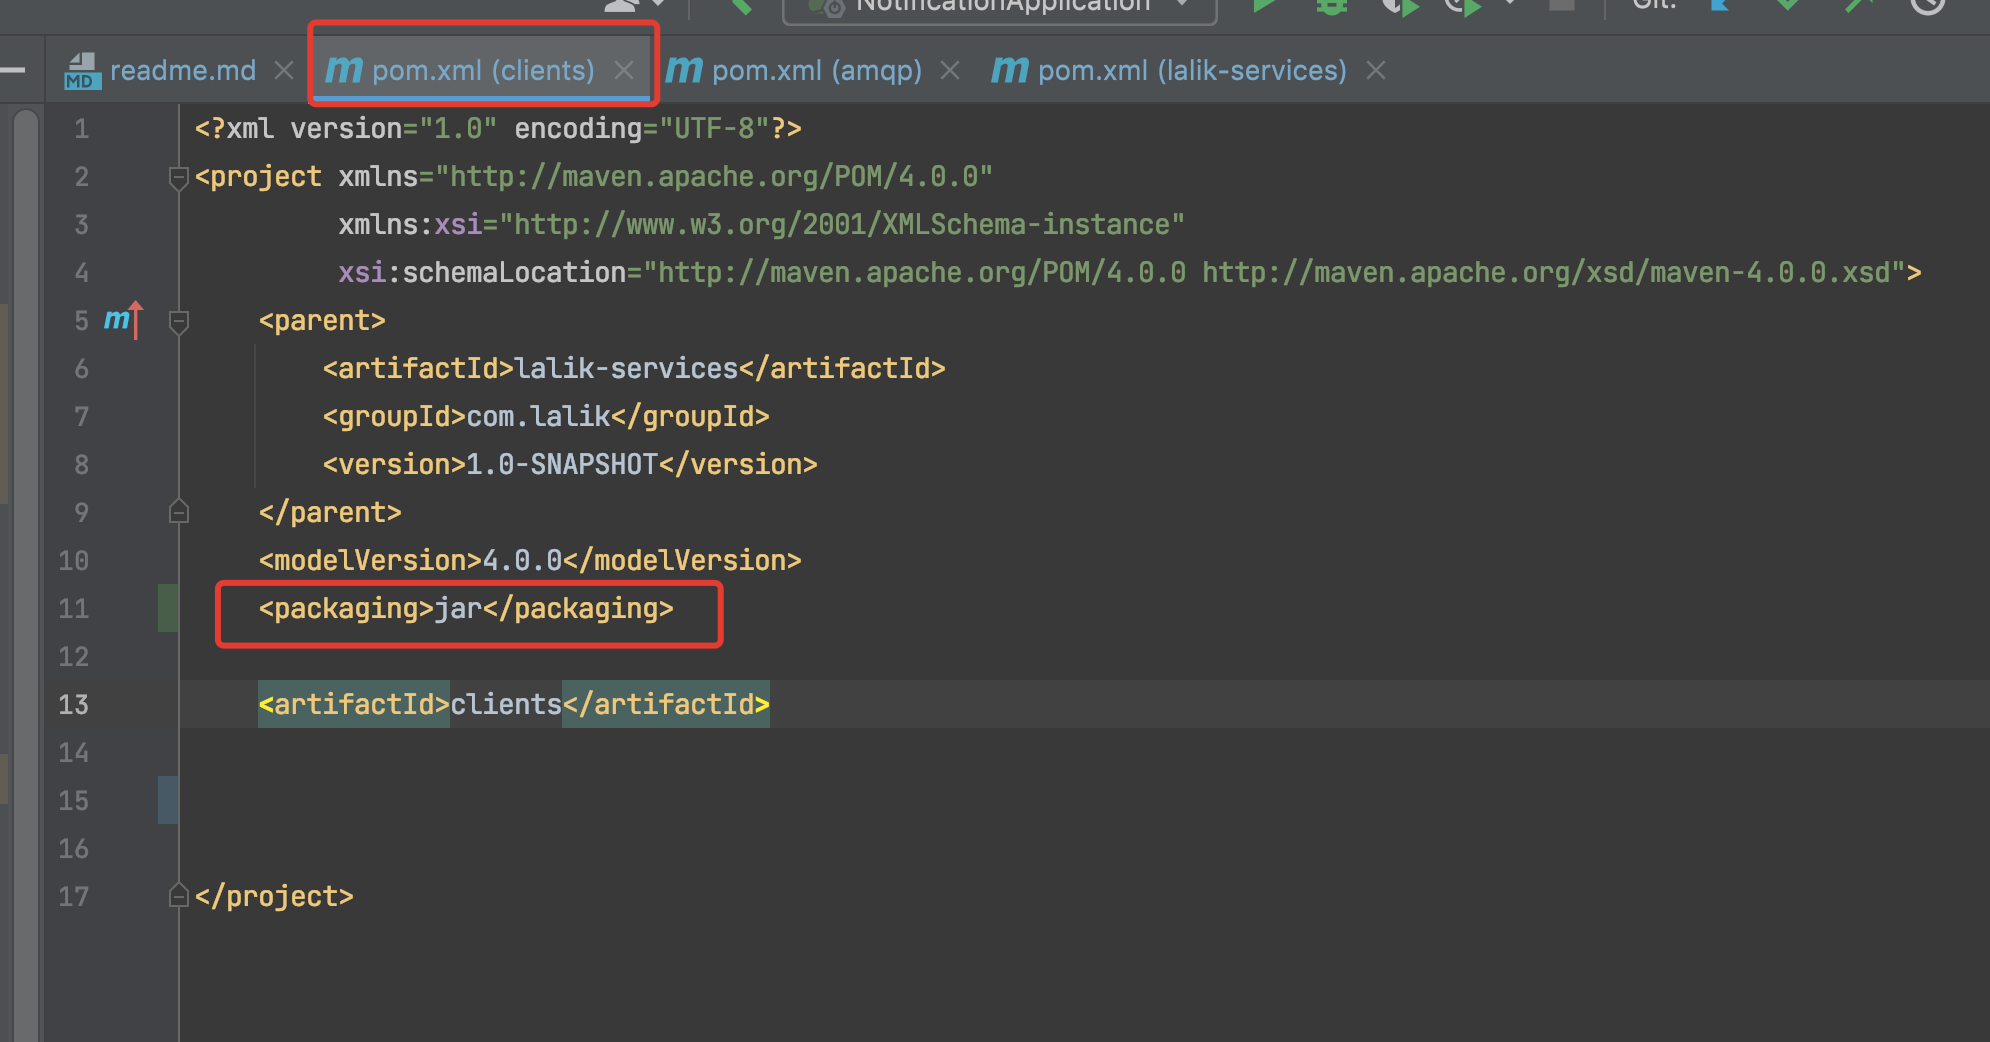 NotificationApplication
Git:
readme.md
pom.xml (clients)
pom.xml (amqp)
pom.xml (lalik-services)
MD
1 <?xml version="1.0" encoding="UTF-8"?>
2 <project xmlns="http://maven.apache.org/POM/4.0.0"
3 xmlns:xsi="http://www.w3.org/2001/XMLSchema-instance"
4 xsi:schemaLocation="http://maven.apache.org/POM/4.0.0 http://maven.apache.org/xsd/maven-4.0.0.xsd">
5 <parent>
6 <artifactId>lalik-services</artifactId>
7 <groupId>com.lalik</groupId>
8 <version>1.0-SNAPSHOT</version>
9 </parent>
10 <modelVersion>4.0.0</modelVersion>
11 <packaging>jar</packaging>
12
13 <artifactId>clients</artifactId>
14
15
16
17 </project>